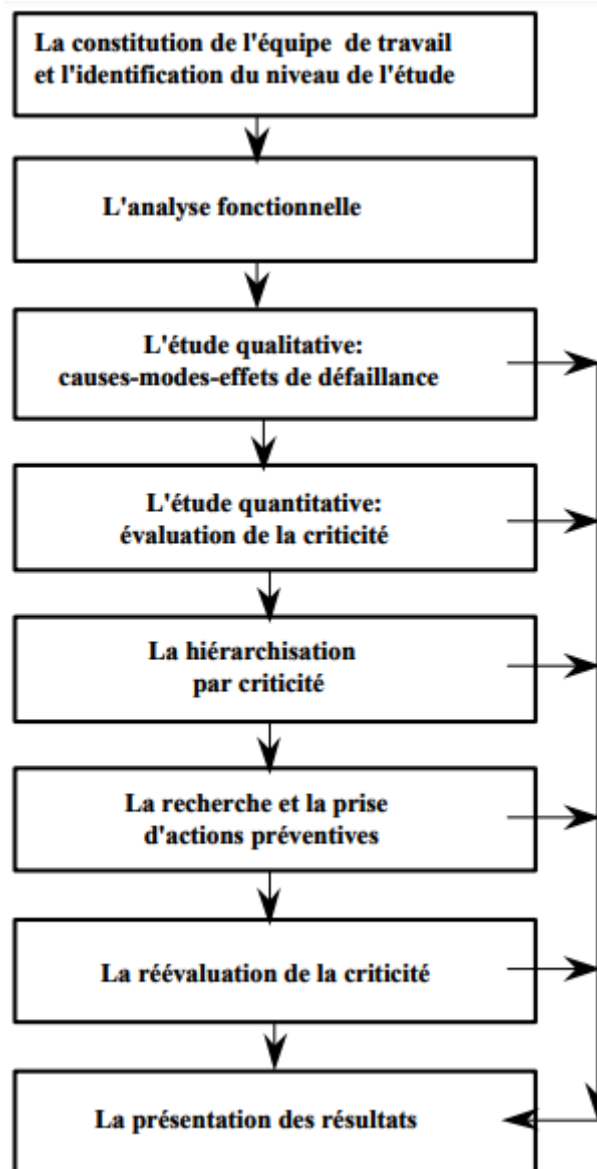 La constitution de l'équipe de travail
et l'identification du niveau de l'étude
L'analyse fonctionnelle
L'étude qualitative:
causes-modes-effets de défaillance
L'étude quantitative:
évaluation de la criticité
La hiérarchisation
par criticité
La recherche et la prise
d'actions préventives
La réévaluation de la criticité
La présentation des résultats